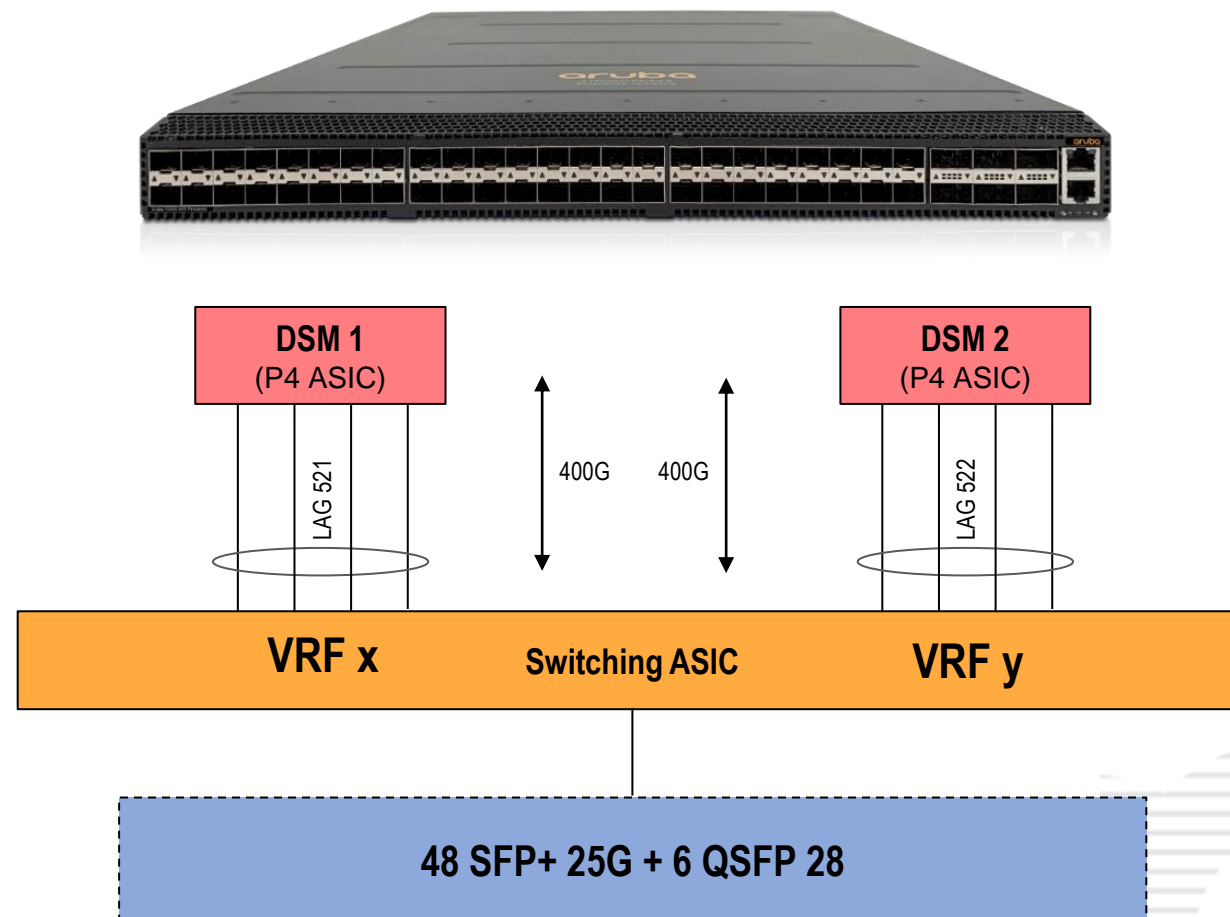 aruba
aruba
DSM 1
(P4 ASIC)
DSM 2
(P4 ASIC)
LAG 521
400G
400G
LAG 522
VRF x
Switching ASIC
VRF y
48 SFP+ 25G + 6 QSFP 28